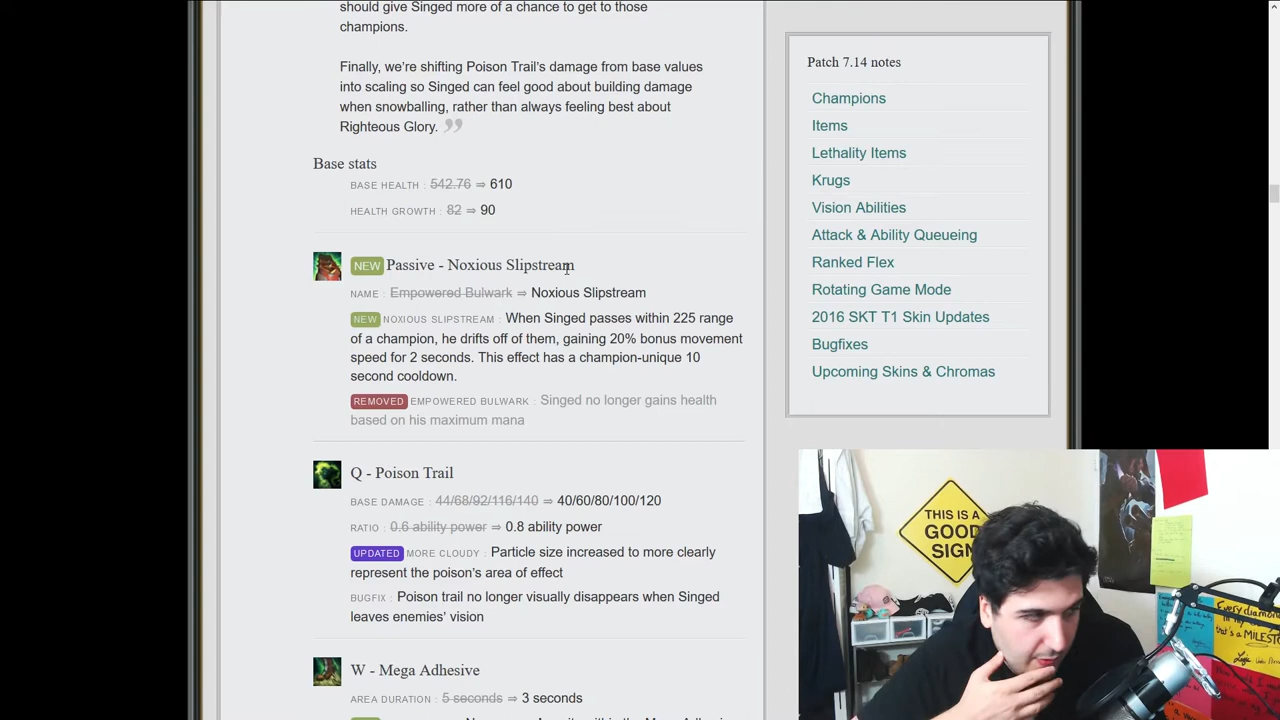 should give Singed more of a chance to get to those
champions.
Finally, we're shifting Poison Trail's damage from base values
into scaling so Singed can feel good about building damage
when snowballing, rather than always feeling best about
Righteous Glory. ”
Base stats
BASE HEALTH : 542.76 ⇒ 610
HEALTH GROWTH : 82 ⇒ 90
NEW Passive - Noxious Slipstream
NAME : Empowered Bulwark ⇒ Noxious Slipstream
NEW NOXIOUS SLIPSTREAM : When Singed passes within 225 range
of a champion, he drifts off of them, gaining 20% bonus movement
speed for 2 seconds. This effect has a champion-unique 10
second cooldown.
REMOVED EMPOWERED BULWARK : Singed no longer gains health
based on his maximum mana
Q - Poison Trail
BASE DAMAGE : 44/68/92/116/140 ⇒ 40/60/80/100/120
RATIO : 0.6 ability power ⇒ 0.8 ability power
UPDATED MORE CLOUDY : Particle size increased to more clearly
represent the poison's area of effect
BUGFIX : Poison trail no longer visually disappears when Singed
leaves enemies' vision
W - Mega Adhesive
AREA DURATION : 5 seconds ⇒ 3 seconds
Patch 7.14 notes
Champions
Items
Lethality Items
Krugs
Vision Abilities
Attack & Ability Queueing
Ranked Flex
Rotating Game Mode
2016 SKT T1 Skin Updates
Bugfixes
Upcoming Skins & Chromas
THIS IS A
GOOD
SIGN
Every diamond
MILESTO